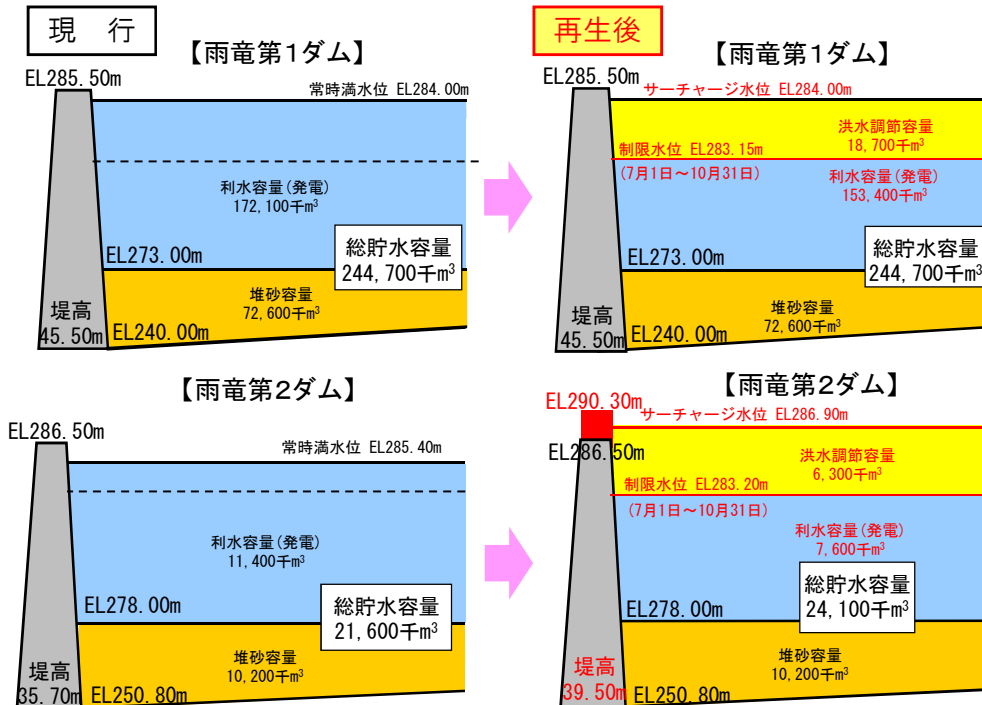 現 行
【雨竜第1ダム】
EL285.50m
常時満水位 EL284.00m
利水容量(発電)
172,100千m³
EL273.00m
総貯水容量
244,700千m³
堆砂容量
72,600千m³
堤高
45.50m
EL240.00m
再生後
【雨竜第1ダム】
EL285.50m
サーチャージ水位 EL284.00m
洪水調節容量
18,700千m³
制限水位 EL283.15m
(7月1日～10月31日)
利水容量(発電)
153,400千m³
EL273.00m
総貯水容量
244,700千m³
堆砂容量
72,600千m³
堤高
45.50m
EL240.00m
【雨竜第2ダム】
EL286.50m
常時満水位 EL285.40m
利水容量(発電)
11,400千m³
EL278.00m
総貯水容量
21,600千m³
堆砂容量
10,200千m³
堤高
35.70m
EL250.80m
【雨竜第2ダム】
EL290.30m
サーチャージ水位 EL286.90m
EL286.50m
洪水調節容量
6,300千m³
制限水位 EL283.20m
(7月1日～10月31日)
利水容量(発電)
7,600千m³
総貯水容量
24,100千m³
EL278.00m
堆砂容量
10,200千m³
堤高
39.50m
EL250.80m